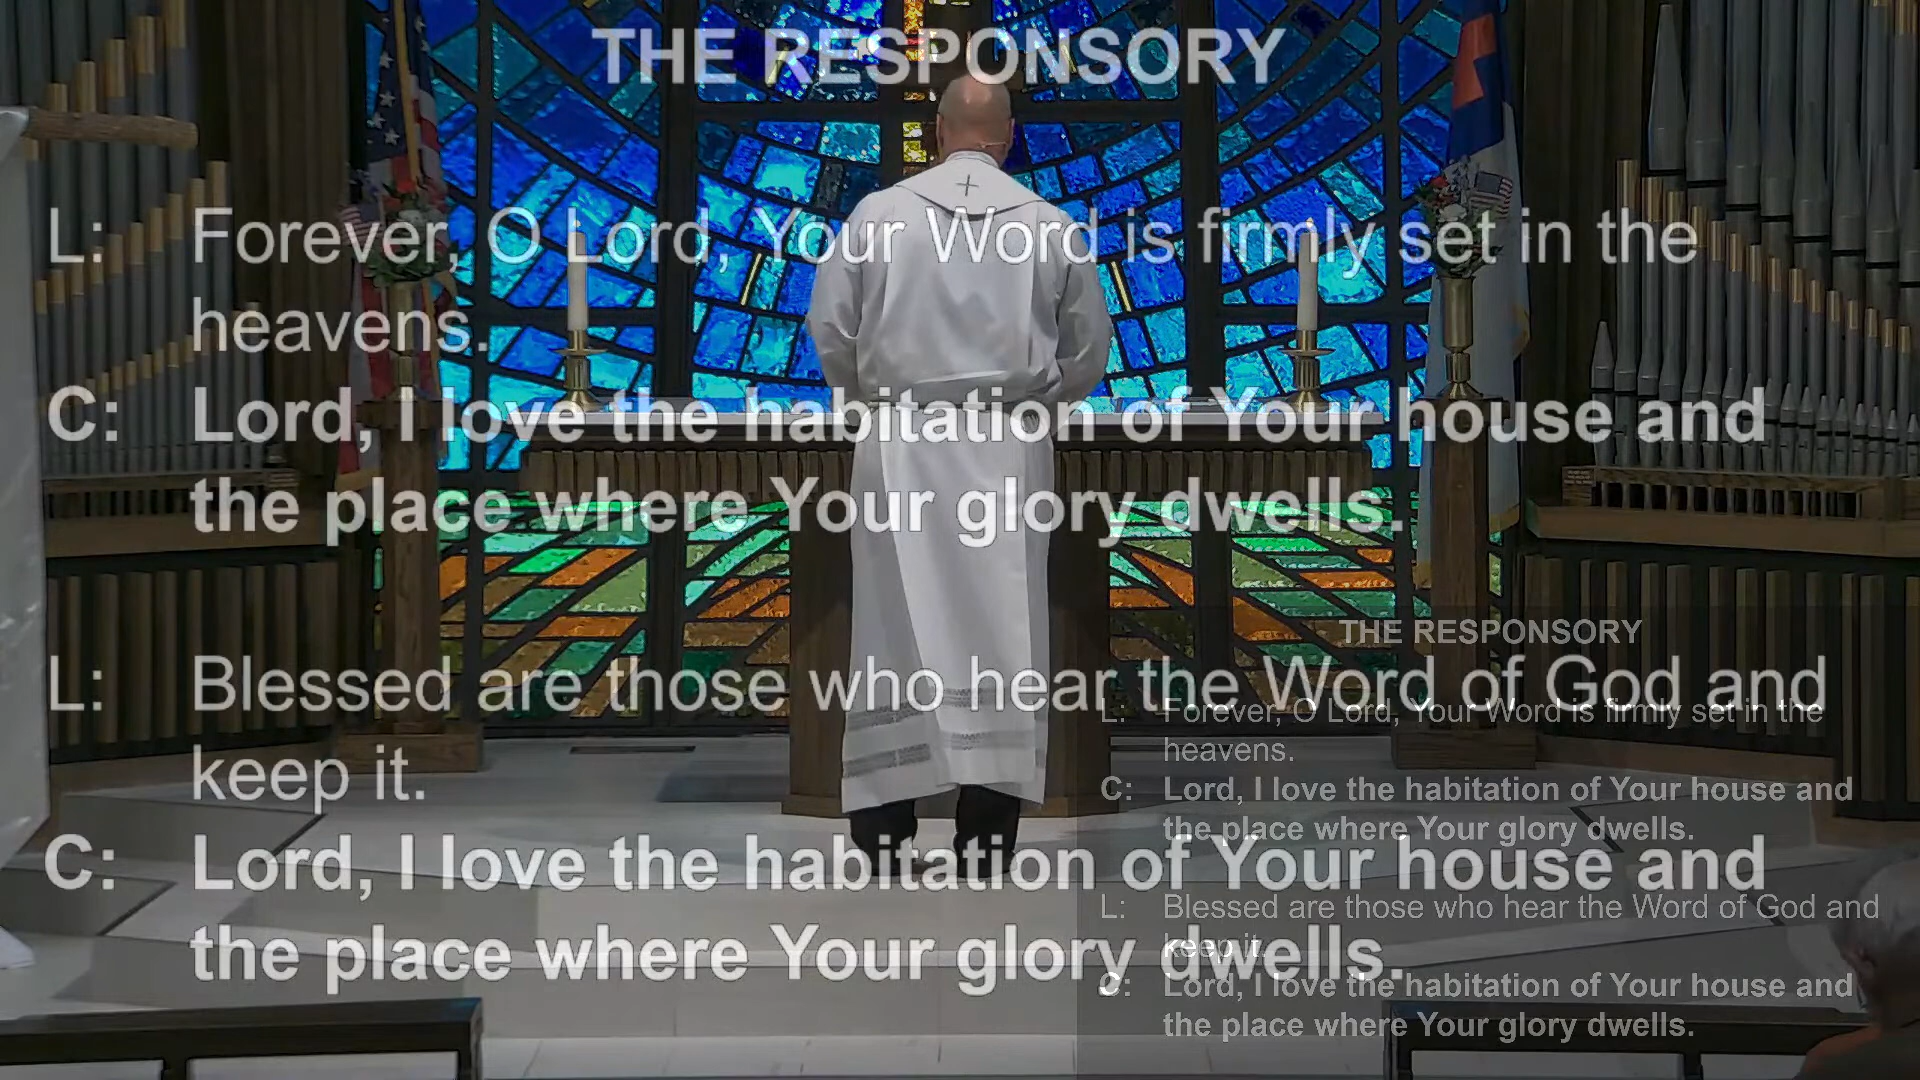 THE RESPONSORY
L: Forever, O Lord, Your Word is firmly set in the
heavens.
C: Lord, I love the habitation of Your house and
the place where Your glory dwells.
L: Blessed are those who hear the Word of God and
keep it.
C: Lord, I love the habitation of Your house and
the place where Your glory dwells.
THE RESPONSORY
L: Forever, O Lord, Your Word is firmly set in the
heavens.
C: Lord, I love the habitation of Your house and
the place where Your glory dwells.
L: Blessed are those who hear the Word of God and
keep it.
C: Lord, I love the habitation of Your house and
the place where Your glory dwells.